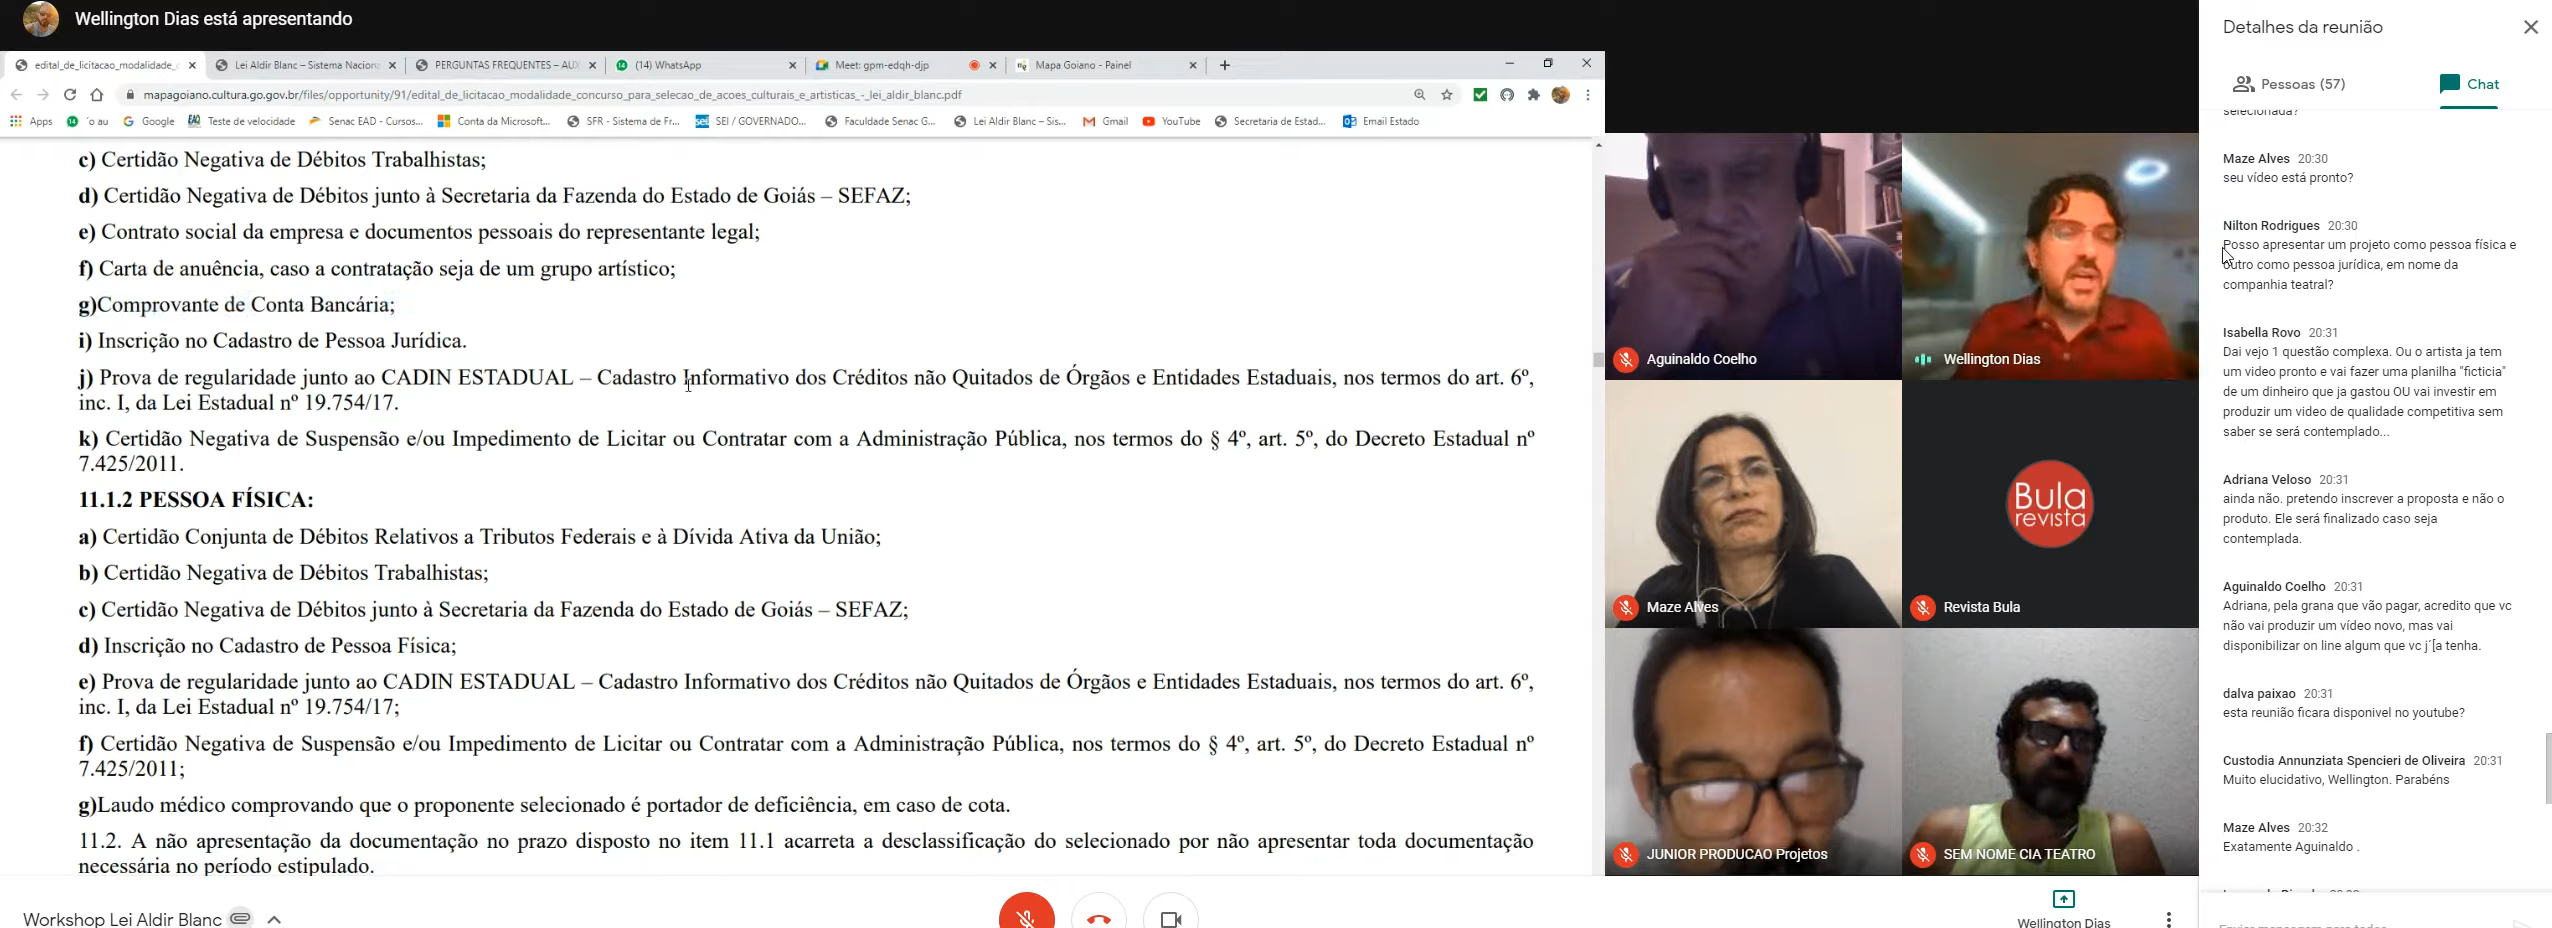 Wellington Dias está apresentando
edital_de_licitacao_modalidade_c
Lei Aldir Blanc – Sistema Naciona
PERGUNTAS FREQUENTES – AUX
(14) WhatsApp
Meet: gpm-edqh-djp
Mapa Goiano - Painel
mapagoiano.cultura.go.gov.br/files/opportunity/91/edital_de_licitacao_modalidade_concurso_para_selecao_de_acoes_culturais_e_artisticas_-_lei_aldir_blanc.pdf
Apps
Google
Teste de velocidade
Senac EAD - Cursos...
Conta da Microsoft...
SFR - Sistema de Fr...
SEI / GOVERNADO...
Faculdade Senac G...
Lei Aldir Blanc – Sis...
Gmail
YouTube
Secretaria de Estad...
Email Estado
c) Certidão Negativa de Débitos Trabalhistas;
d) Certidão Negativa de Débitos junto à Secretaria da Fazenda do Estado de Goiás – SEFAZ;
e) Contrato social da empresa e documentos pessoais do representante legal;
f) Carta de anuência, caso a contratação seja de um grupo artístico;
g)Comprovante de Conta Bancária;
i) Inscrição no Cadastro de Pessoa Jurídica.
j) Prova de regularidade junto ao CADIN ESTADUAL – Cadastro Informativo dos Créditos não Quitados de Órgãos e Entidades Estaduais, nos termos do art. 6º,
inc. I, da Lei Estadual nº 19.754/17.
k) Certidão Negativa de Suspensão e/ou Impedimento de Licitar ou Contratar com a Administração Pública, nos termos do § 4º, art. 5º, do Decreto Estadual nº
7.425/2011.
11.1.2 PESSOA FÍSICA:
a) Certidão Conjunta de Débitos Relativos a Tributos Federais e à Dívida Ativa da União;
b) Certidão Negativa de Débitos Trabalhistas;
c) Certidão Negativa de Débitos junto à Secretaria da Fazenda do Estado de Goiás – SEFAZ;
d) Inscrição no Cadastro de Pessoa Física;
e) Prova de regularidade junto ao CADIN ESTADUAL – Cadastro Informativo dos Créditos não Quitados de Órgãos e Entidades Estaduais, nos termos do art. 6º,
inc. I, da Lei Estadual nº 19.754/17;
f) Certidão Negativa de Suspensão e/ou Impedimento de Licitar ou Contratar com a Administração Pública, nos termos do § 4º, art. 5º, do Decreto Estadual nº
7.425/2011;
g)Laudo médico comprovando que o proponente selecionado é portador de deficiência, em caso de cota.
11.2. A não apresentação da documentação no prazo disposto no item 11.1 acarreta a desclassificação do selecionado por não apresentar toda documentação
necessária no período estipulado.
Aguinaldo Coelho
Wellington Dias
Maze Alves
Bula
revista
Revista Bula
JUNIOR PRODUCAO Projetos
SEM NOME CIA TEATRO
Workshop Lei Aldir Blanc
Wellington Dias
Detalhes da reunião
Pessoas (57)
Chat
selecionada?
Maze Alves 20:30
seu vídeo está pronto?
Nilton Rodrigues 20:30
Posso apresentar um projeto como pessoa física e
outro como pessoa jurídica, em nome da
companhia teatral?
Isabella Rovo 20:31
Dai vejo 1 questão complexa. Ou o artista ja tem
um video pronto e vai fazer uma planilha "ficticia"
de um dinheiro que ja gastou OU vai investir em
produzir um video de qualidade competitiva sem
saber se será contemplado...
Adriana Veloso 20:31
ainda não. pretendo inscrever a proposta e não o
produto. Ele será finalizado caso seja
contemplada.
Aguinaldo Coelho 20:31
Adriana, pela grana que vão pagar, acredito que vc
não vai produzir um vídeo novo, mas vai
disponibilizar on line algum que vc j´[a tenha.
dalva paixao 20:31
esta reunião ficara disponivel no youtube?
Custodia Annunziata Spencieri de Oliveira 20:31
Muito elucidativo, Wellington. Parabéns
Maze Alves 20:32
Exatamente Aguinaldo .